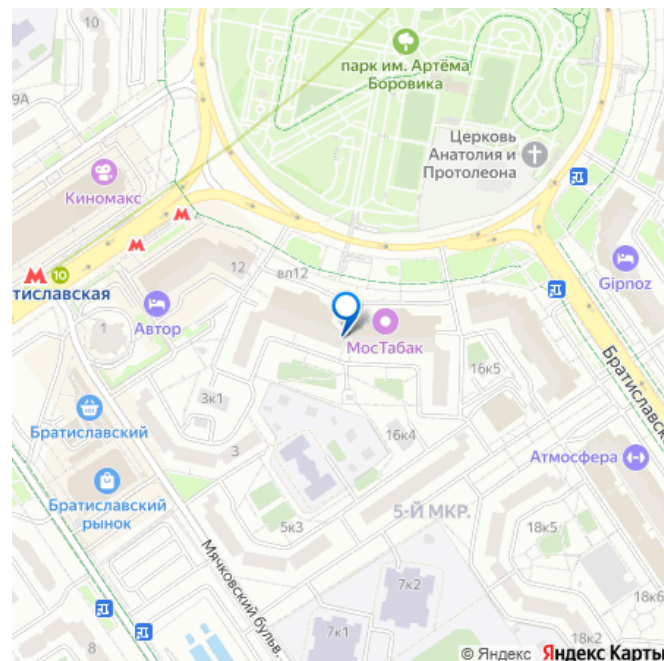 10
парк им. Артёма
Боровика
9А
Церковь
Анатолия и
Протолеона
Киномакс
М
М
М
10
тиславская
12
вл12
Gipnoz
Автор
1
МосТабак
16к5
Братиславск
3к1
Братиславский
3
16к4
Атмосфера
Братиславский
рынок
5к3
5-Й МКР.
18к5
Мячковский бульв.
7к2
18к6
7к1
18к2
8
© Яндекс Яндекс Карты